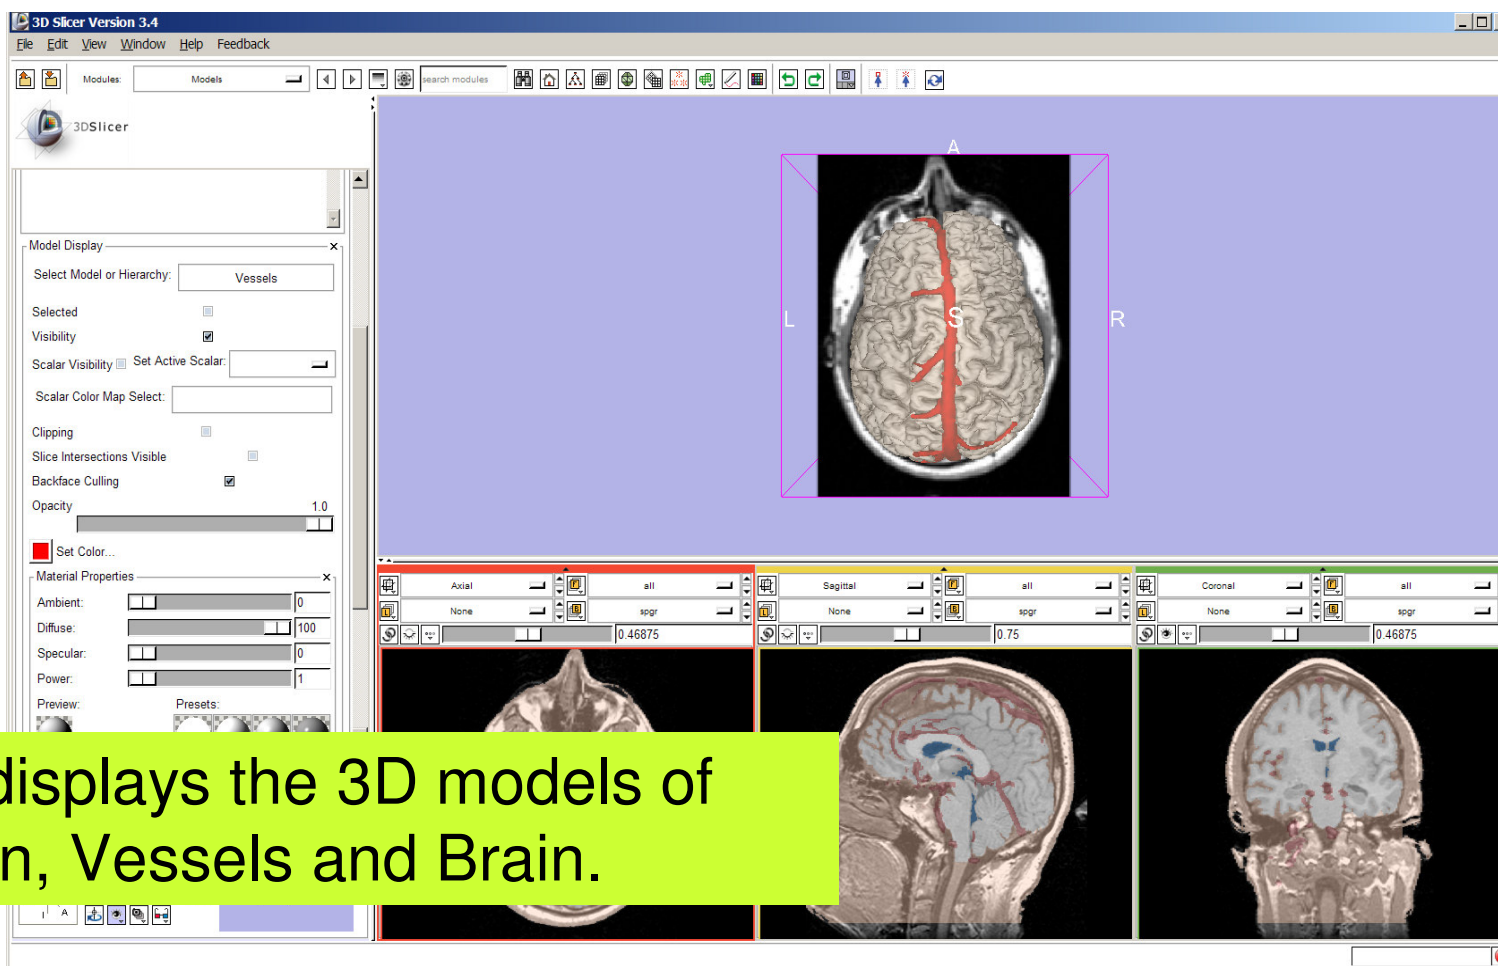 3D Slicer Version 3.4
File Edit View Window Help Feedback
Modules: Models search modules
3DSlicer
Model Display
Select Model or Hierarchy: Vessels
Selected
Visibility
Scalar Visibility Set Active Scalar:
Scalar Color Map Select:
Clipping
Slice Intersections Visible
Backface Culling
Opacity 1.0
Set Color...
Material Properties
Ambient: 0
Diffuse: 100
Specular: 0
Power: 1
Preview: Presets:
A
L S R
Axial all
None spgr
0.46875
Sagittal all
None spgr
0.75
Coronal all
None spgr
0.46875
displays the 3D models of
n, Vessels and Brain.
A